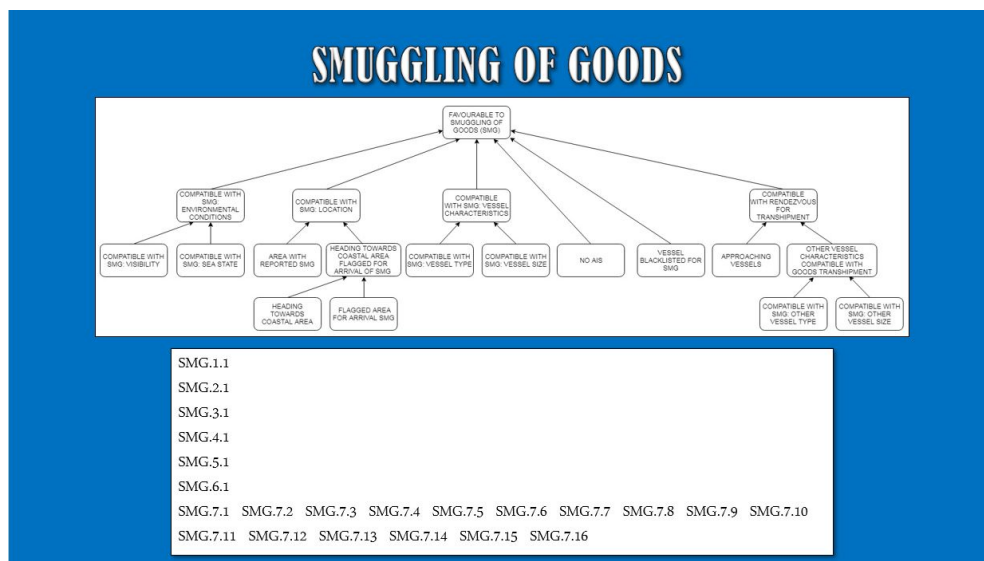 SMUGGLING OF GOODS
FAVOURABLE TO
SMUGGLING OF
GOODS (SMG)
COMPATIBLE WITH
SMG:
ENVIRONMENTAL
CONDITIONS
COMPATIBLE WITH
SMG: LOCATION
COMPATIBLE
WITH SMG: VESSEL
CHARACTERISTICS
COMPATIBLE
WITH RENDEZVOUS
FOR
TRANSHIPMENT
COMPATIBLE WITH
SMG: VISIBILITY
COMPATIBLE WITH
SMG: SEA STATE
AREA WITH
REPORTED SMG
HEADING TOWARDS
COASTAL AREA
FLAGGED FOR
ARRIVAL OF SMG
COMPATIBLE WITH
SMG: VESSEL TYPE
COMPATIBLE WITH
SMG: VESSEL SIZE
NO AIS
VESSEL
BLACKLISTED FOR
SMG
APPROACHING
VESSELS
OTHER VESSEL
CHARACTERISTICS
COMPATIBLE WITH
GOODS TRANSHIPMENT
HEADING
TOWARDS
COASTAL AREA
FLAGGED AREA
FOR ARRIVAL SMG
COMPATIBLE WITH
SMG: OTHER
VESSEL TYPE
COMPATIBLE WITH
SMG: OTHER
VESSEL SIZE
SMG.1.1
SMG.2.1
SMG.3.1
SMG.4.1
SMG.5.1
SMG.6.1
SMG.7.1 SMG.7.2 SMG.7.3 SMG.7.4 SMG.7.5 SMG.7.6 SMG.7.7 SMG.7.8 SMG.7.9 SMG.7.10
SMG.7.11 SMG.7.12 SMG.7.13 SMG.7.14 SMG.7.15 SMG.7.16